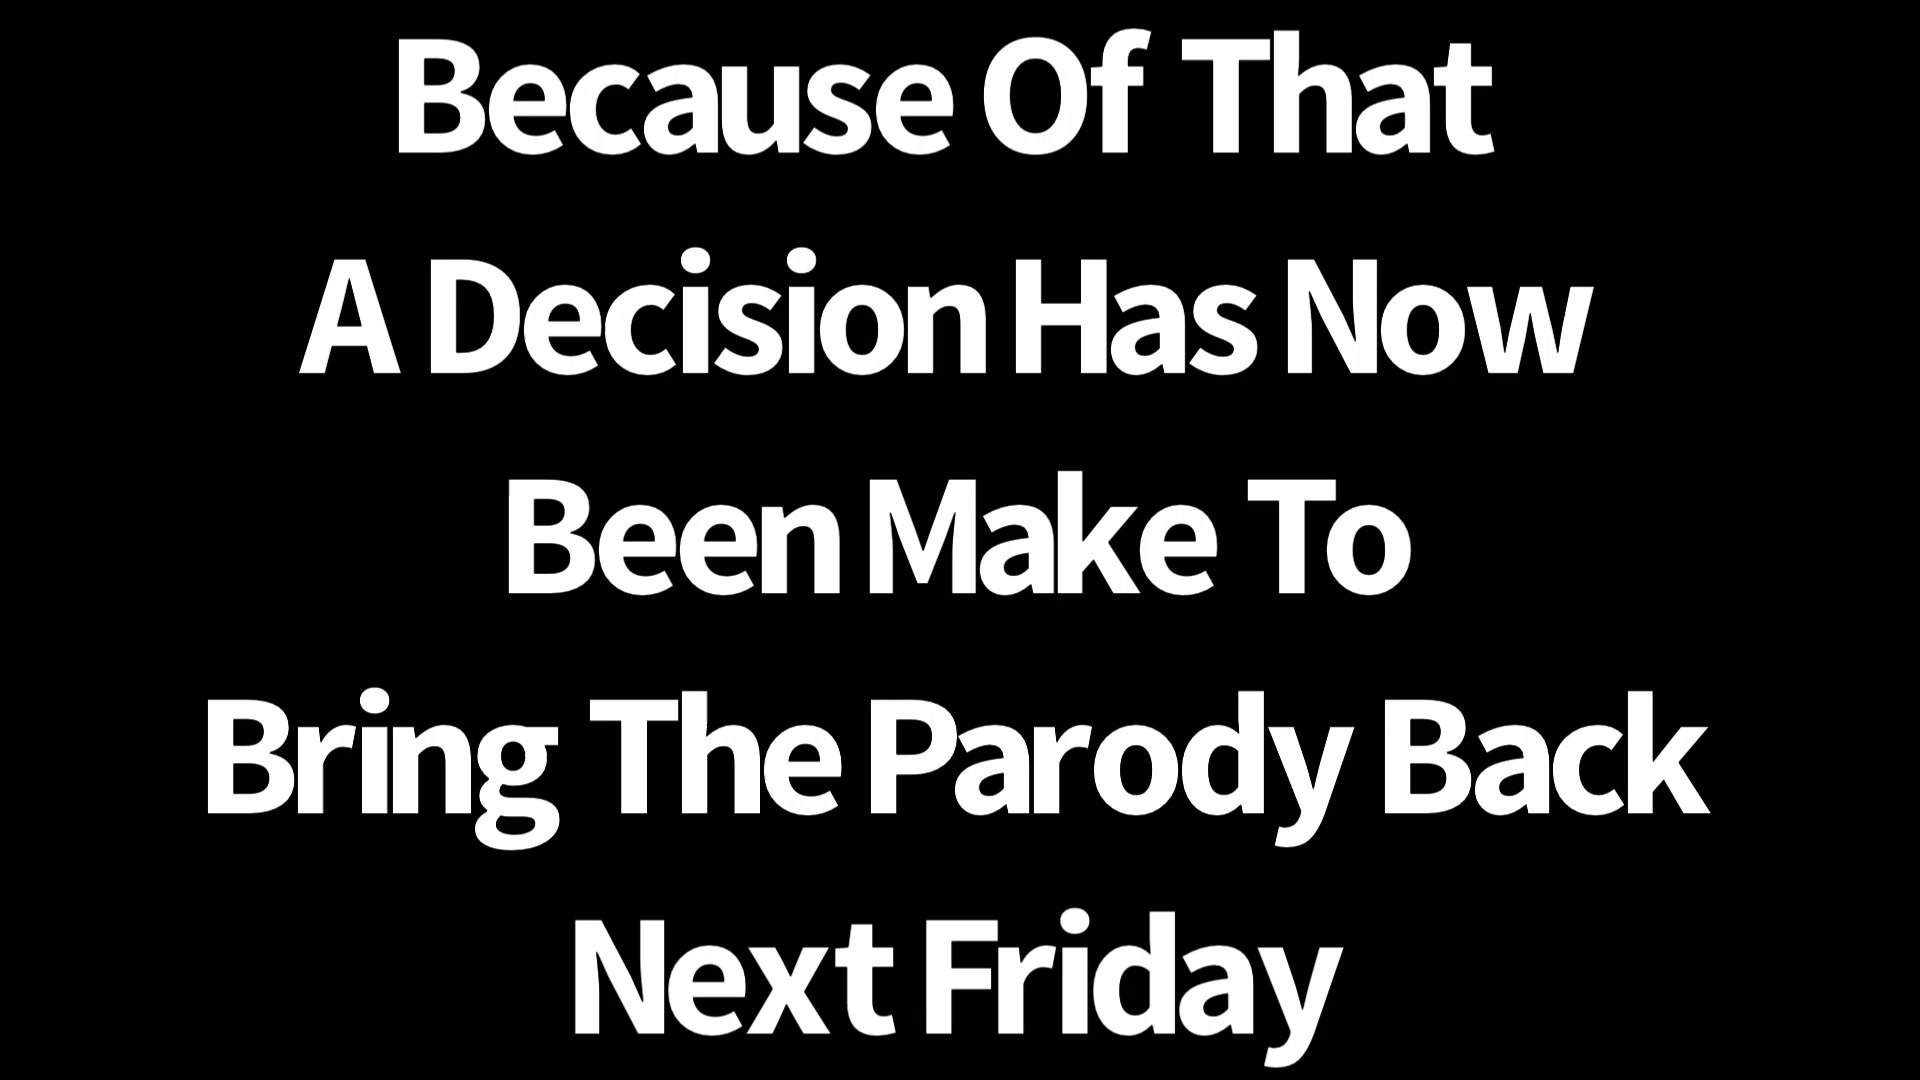 Because Of That
A Decision Has Now
Been Make To
Bring The Parody Back
Next Friday